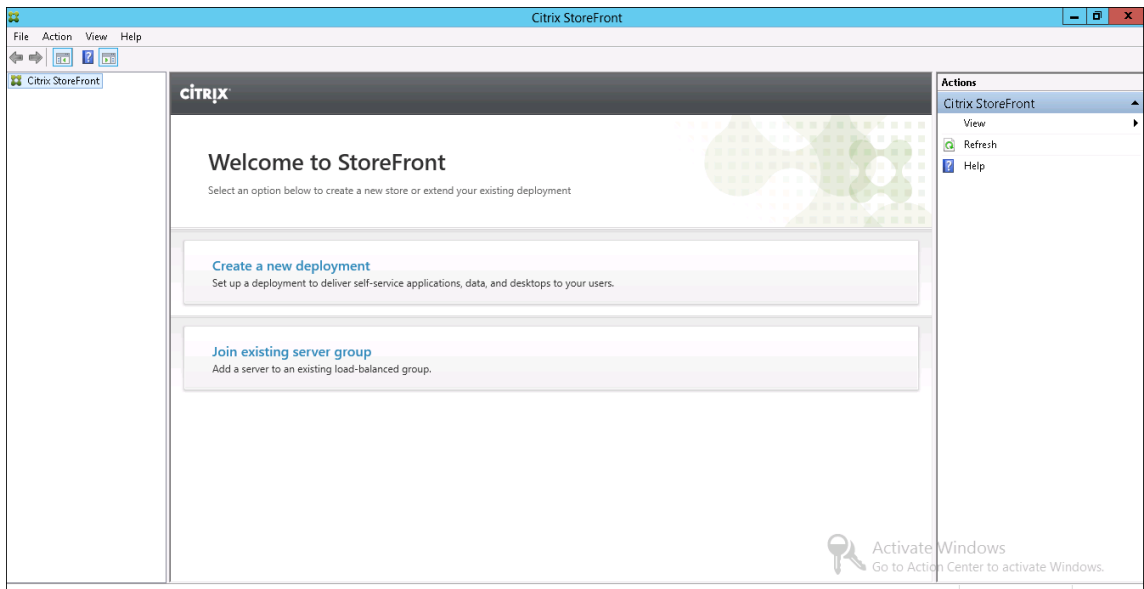 Citrix StoreFront
File Action View Help
Citrix StoreFront
CITRIX
Welcome to StoreFront
Select an option below to create a new store or extend your existing deployment
Create a new deployment
Set up a deployment to deliver self-service applications, data, and desktops to your users.
Join existing server group
Add a server to an existing load-balanced group.
Actions
Citrix StoreFront
View
Refresh
Help
Activate Windows
Go to Action Center to activate Windows.